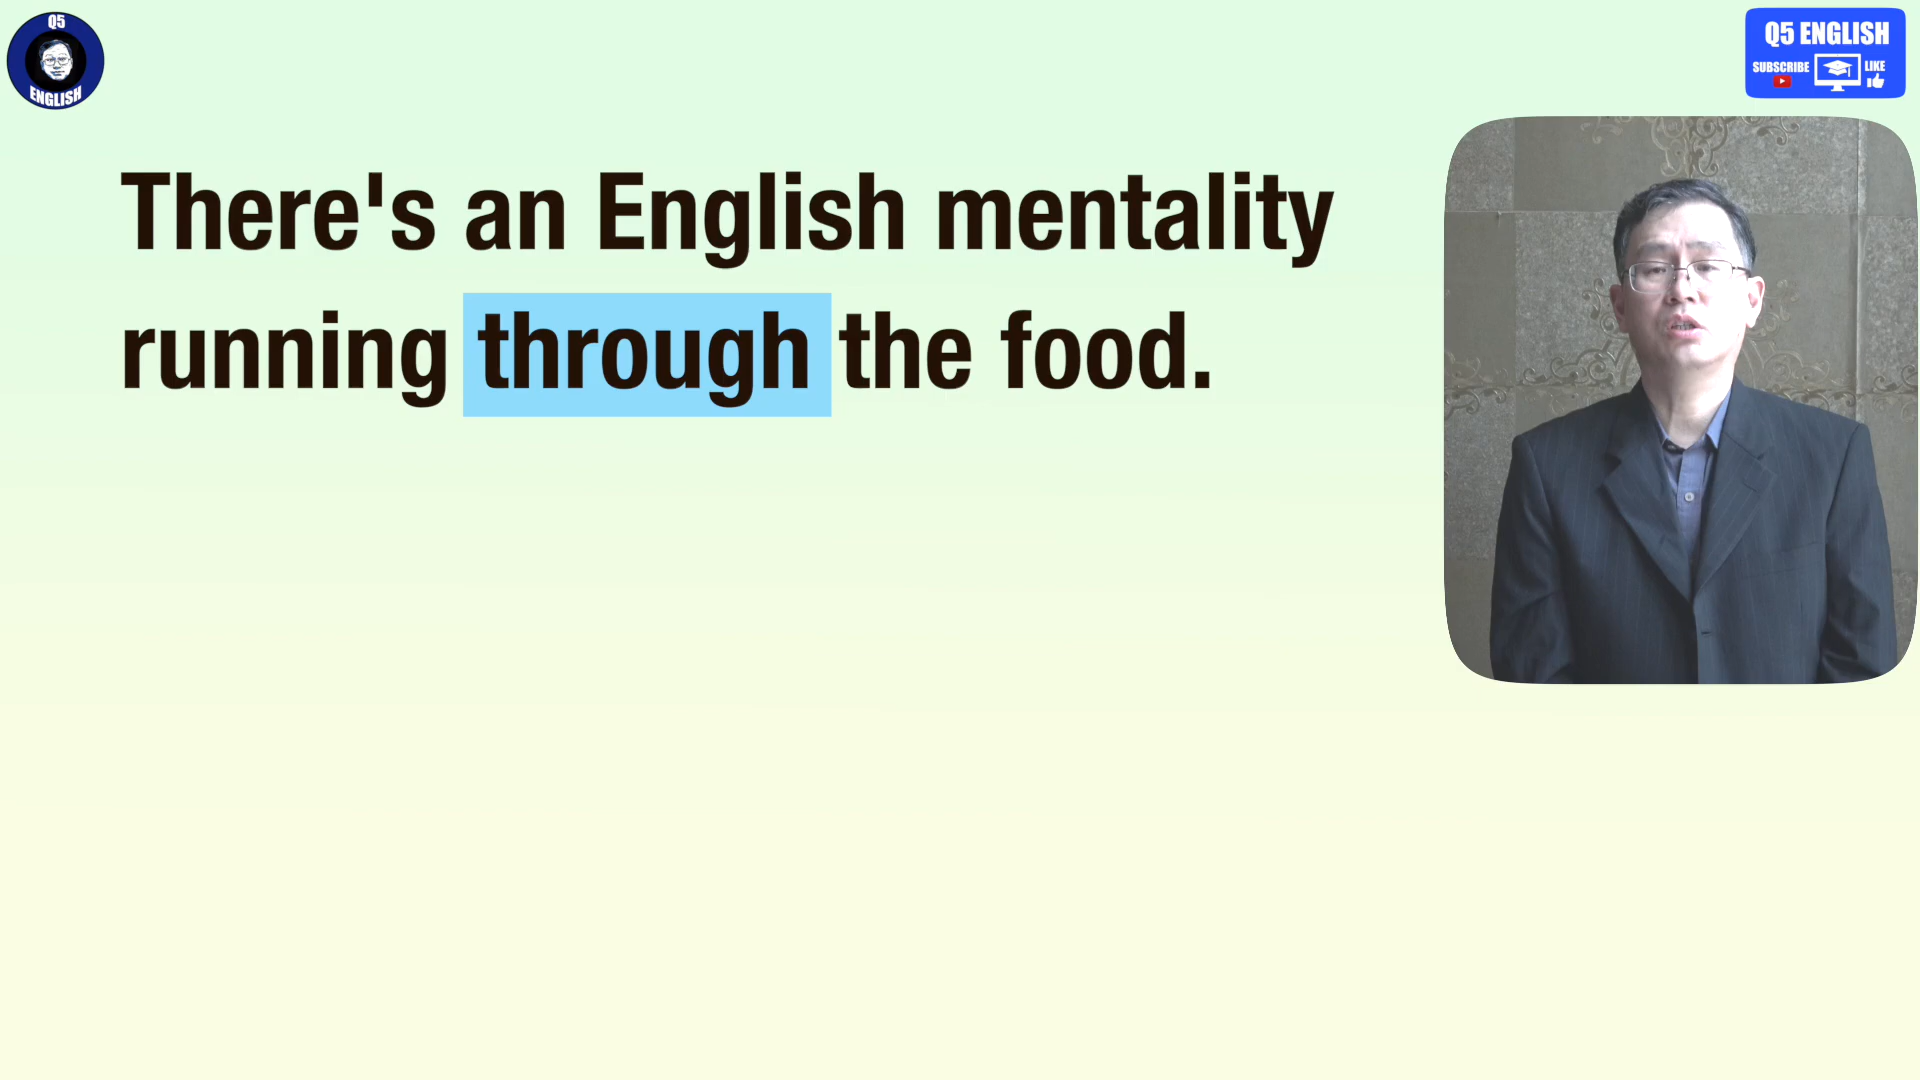 Q5
ENGLISH
Q5 ENGLISH
SUBSCRIBE
LIKE
There's an English mentality
running through the food.